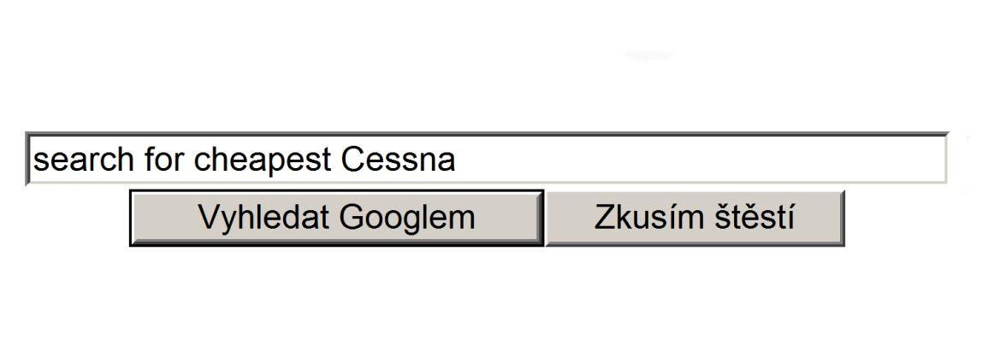 search for cheapest Cessna
Vyhledat Googlem
Zkusím štěstí